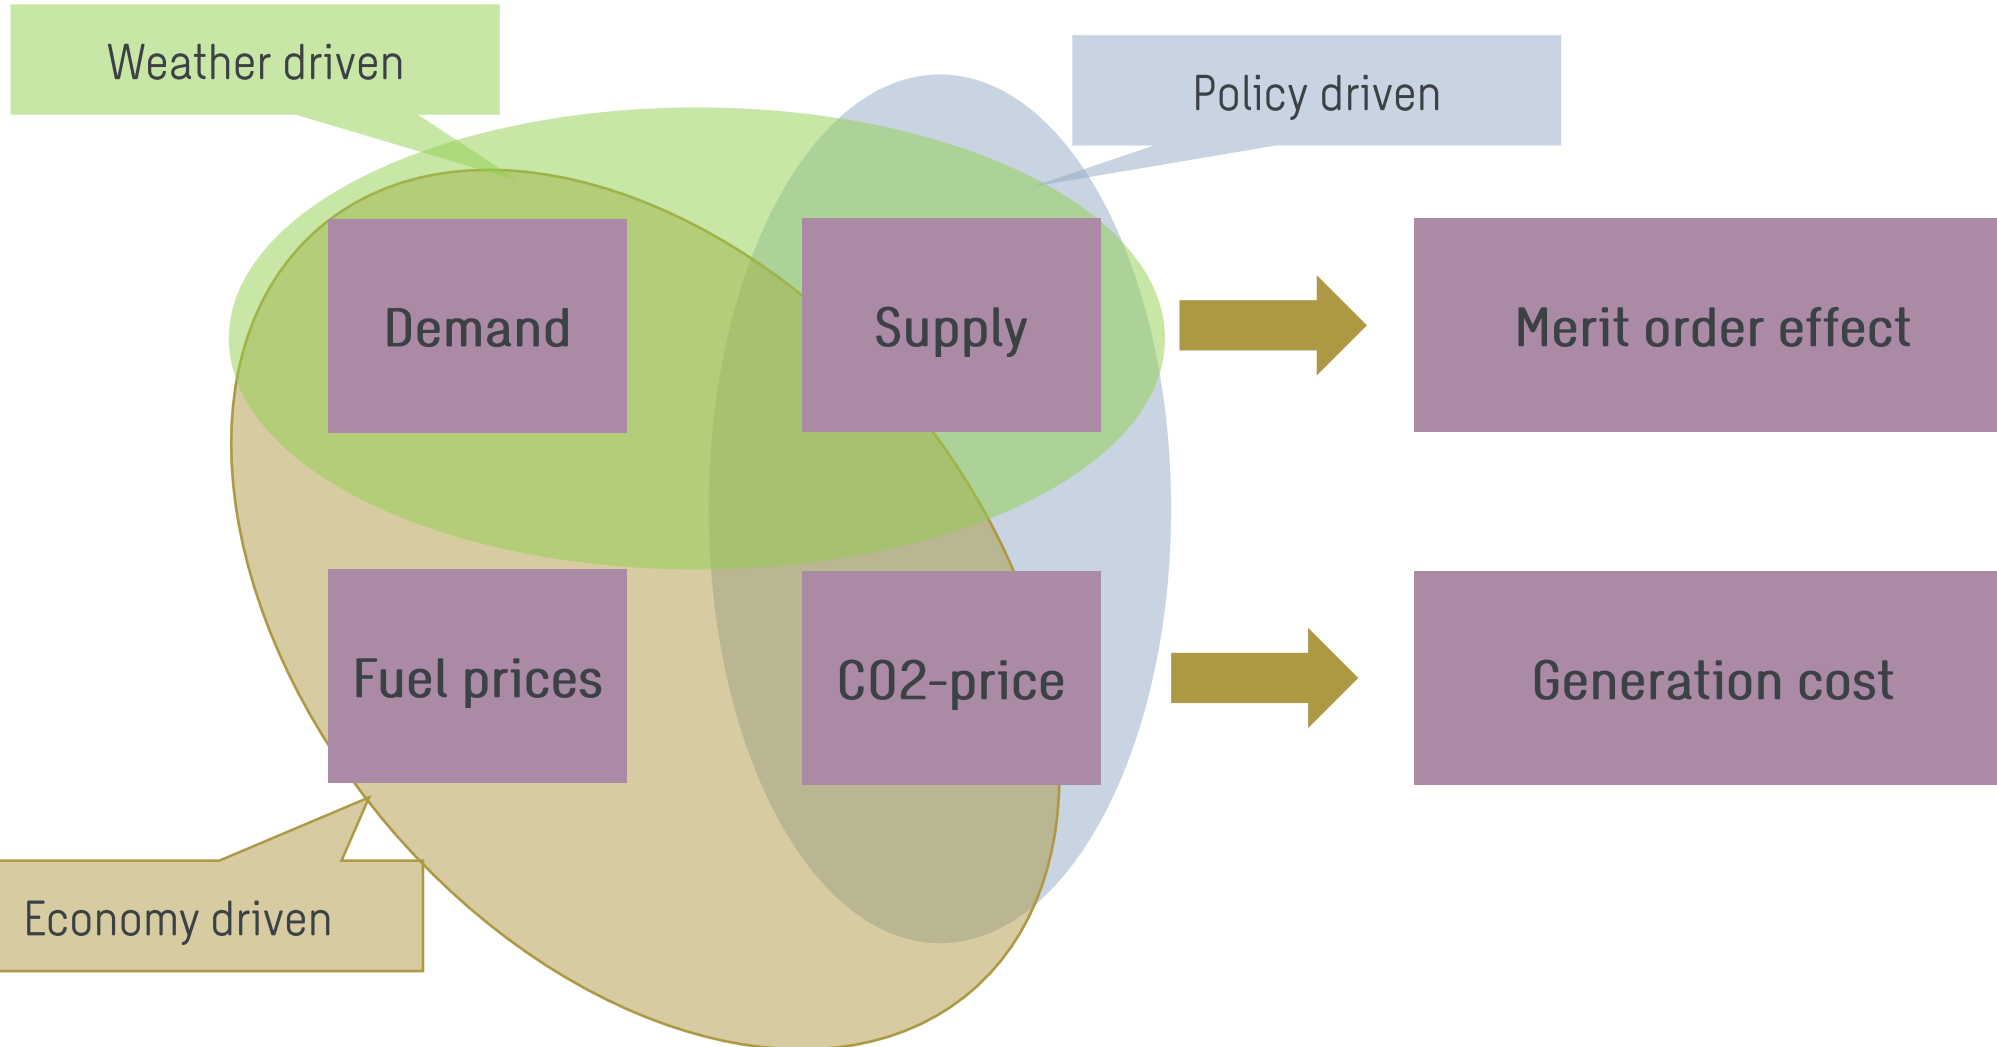 Weather driven
Policy driven
Demand
Supply
Merit order effect
Fuel prices
CO2-price
Generation cost
Economy driven